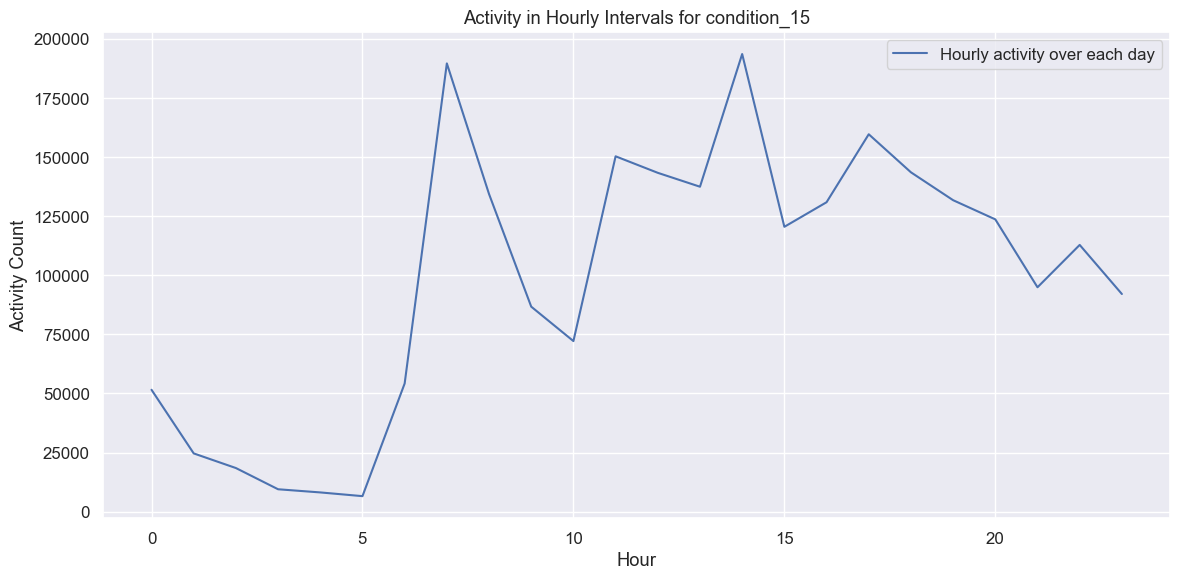 Activity in Hourly Intervals for condition_15
Hourly activity over each day
Activity Count
200000
175000
150000
125000
100000
75000
50000
25000
0
0 5 10 15 20
Hour